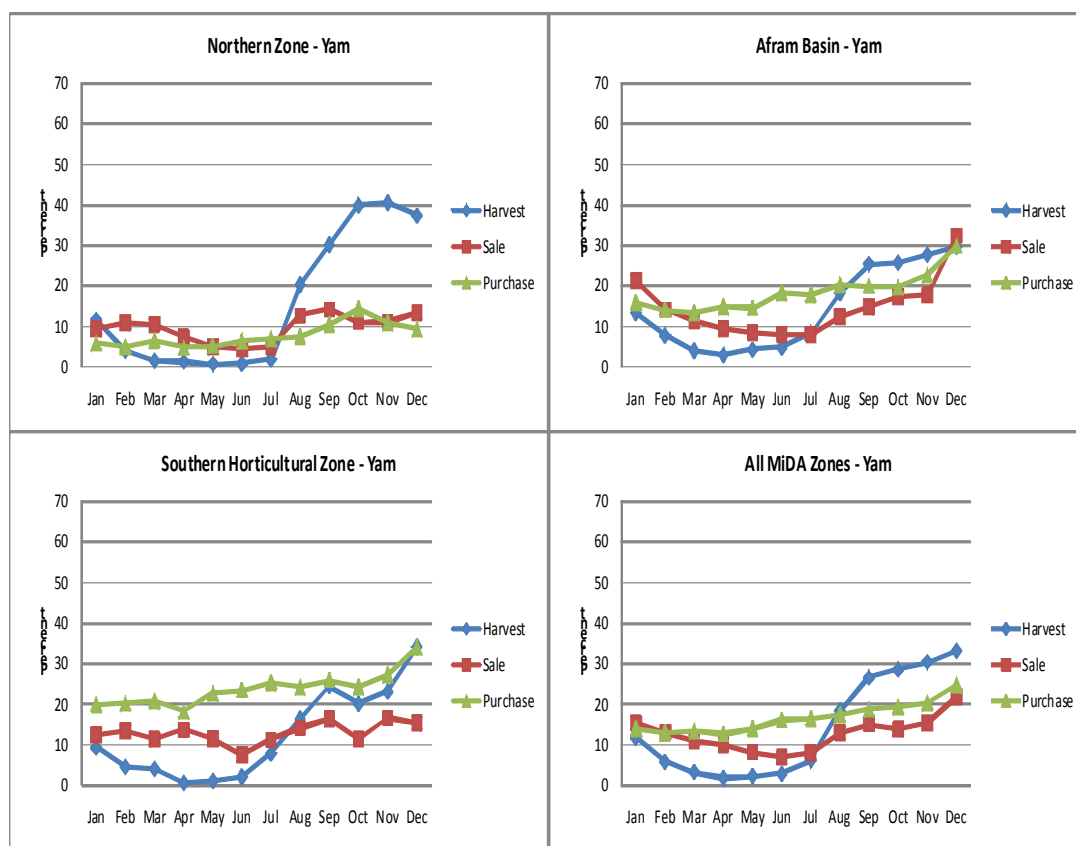 Northern Zone - Yam
70
60
50
40
30
20
10
0
percent
Jan Feb Mar Apr May Jun Jul Aug Sep Oct Nov Dec
Harvest
Sale
Purchase
Afram Basin - Yam
70
60
50
40
30
20
10
0
percent
Jan Feb Mar Apr May Jun Jul Aug Sep Oct Nov Dec
Harvest
Sale
Purchase
Southern Horticultural Zone - Yam
70
60
50
40
30
20
10
0
percent
Jan Feb Mar Apr May Jun Jul Aug Sep Oct Nov Dec
Harvest
Sale
Purchase
All MiDA Zones - Yam
70
60
50
40
30
20
10
0
percent
Jan Feb Mar Apr May Jun Jul Aug Sep Oct Nov Dec
Harvest
Sale
Purchase